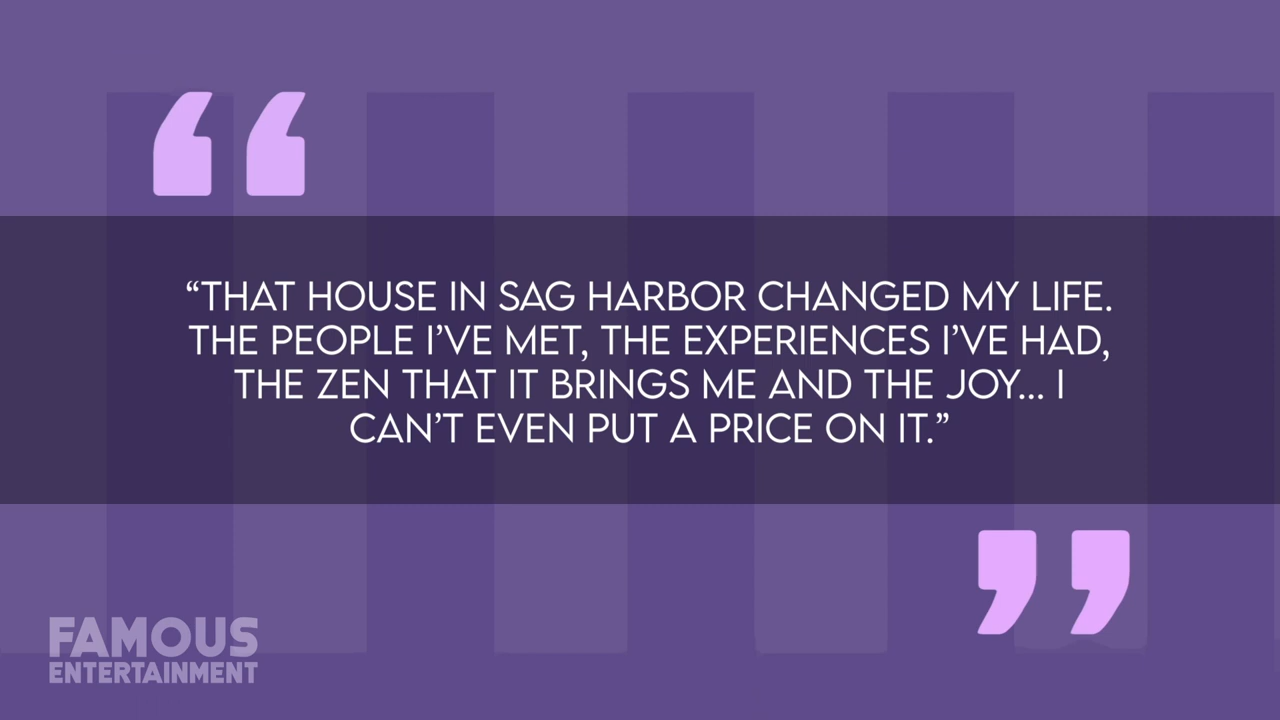 “THAT HOUSE IN SAG HARBOR CHANGED MY LIFE.
THE PEOPLE I’VE MET, THE EXPERIENCES I’VE HAD,
THE ZEN THAT IT BRINGS ME AND THE JOY... I
CAN’T EVEN PUT A PRICE ON IT.”
FAMOUS
ENTERTAINMENT